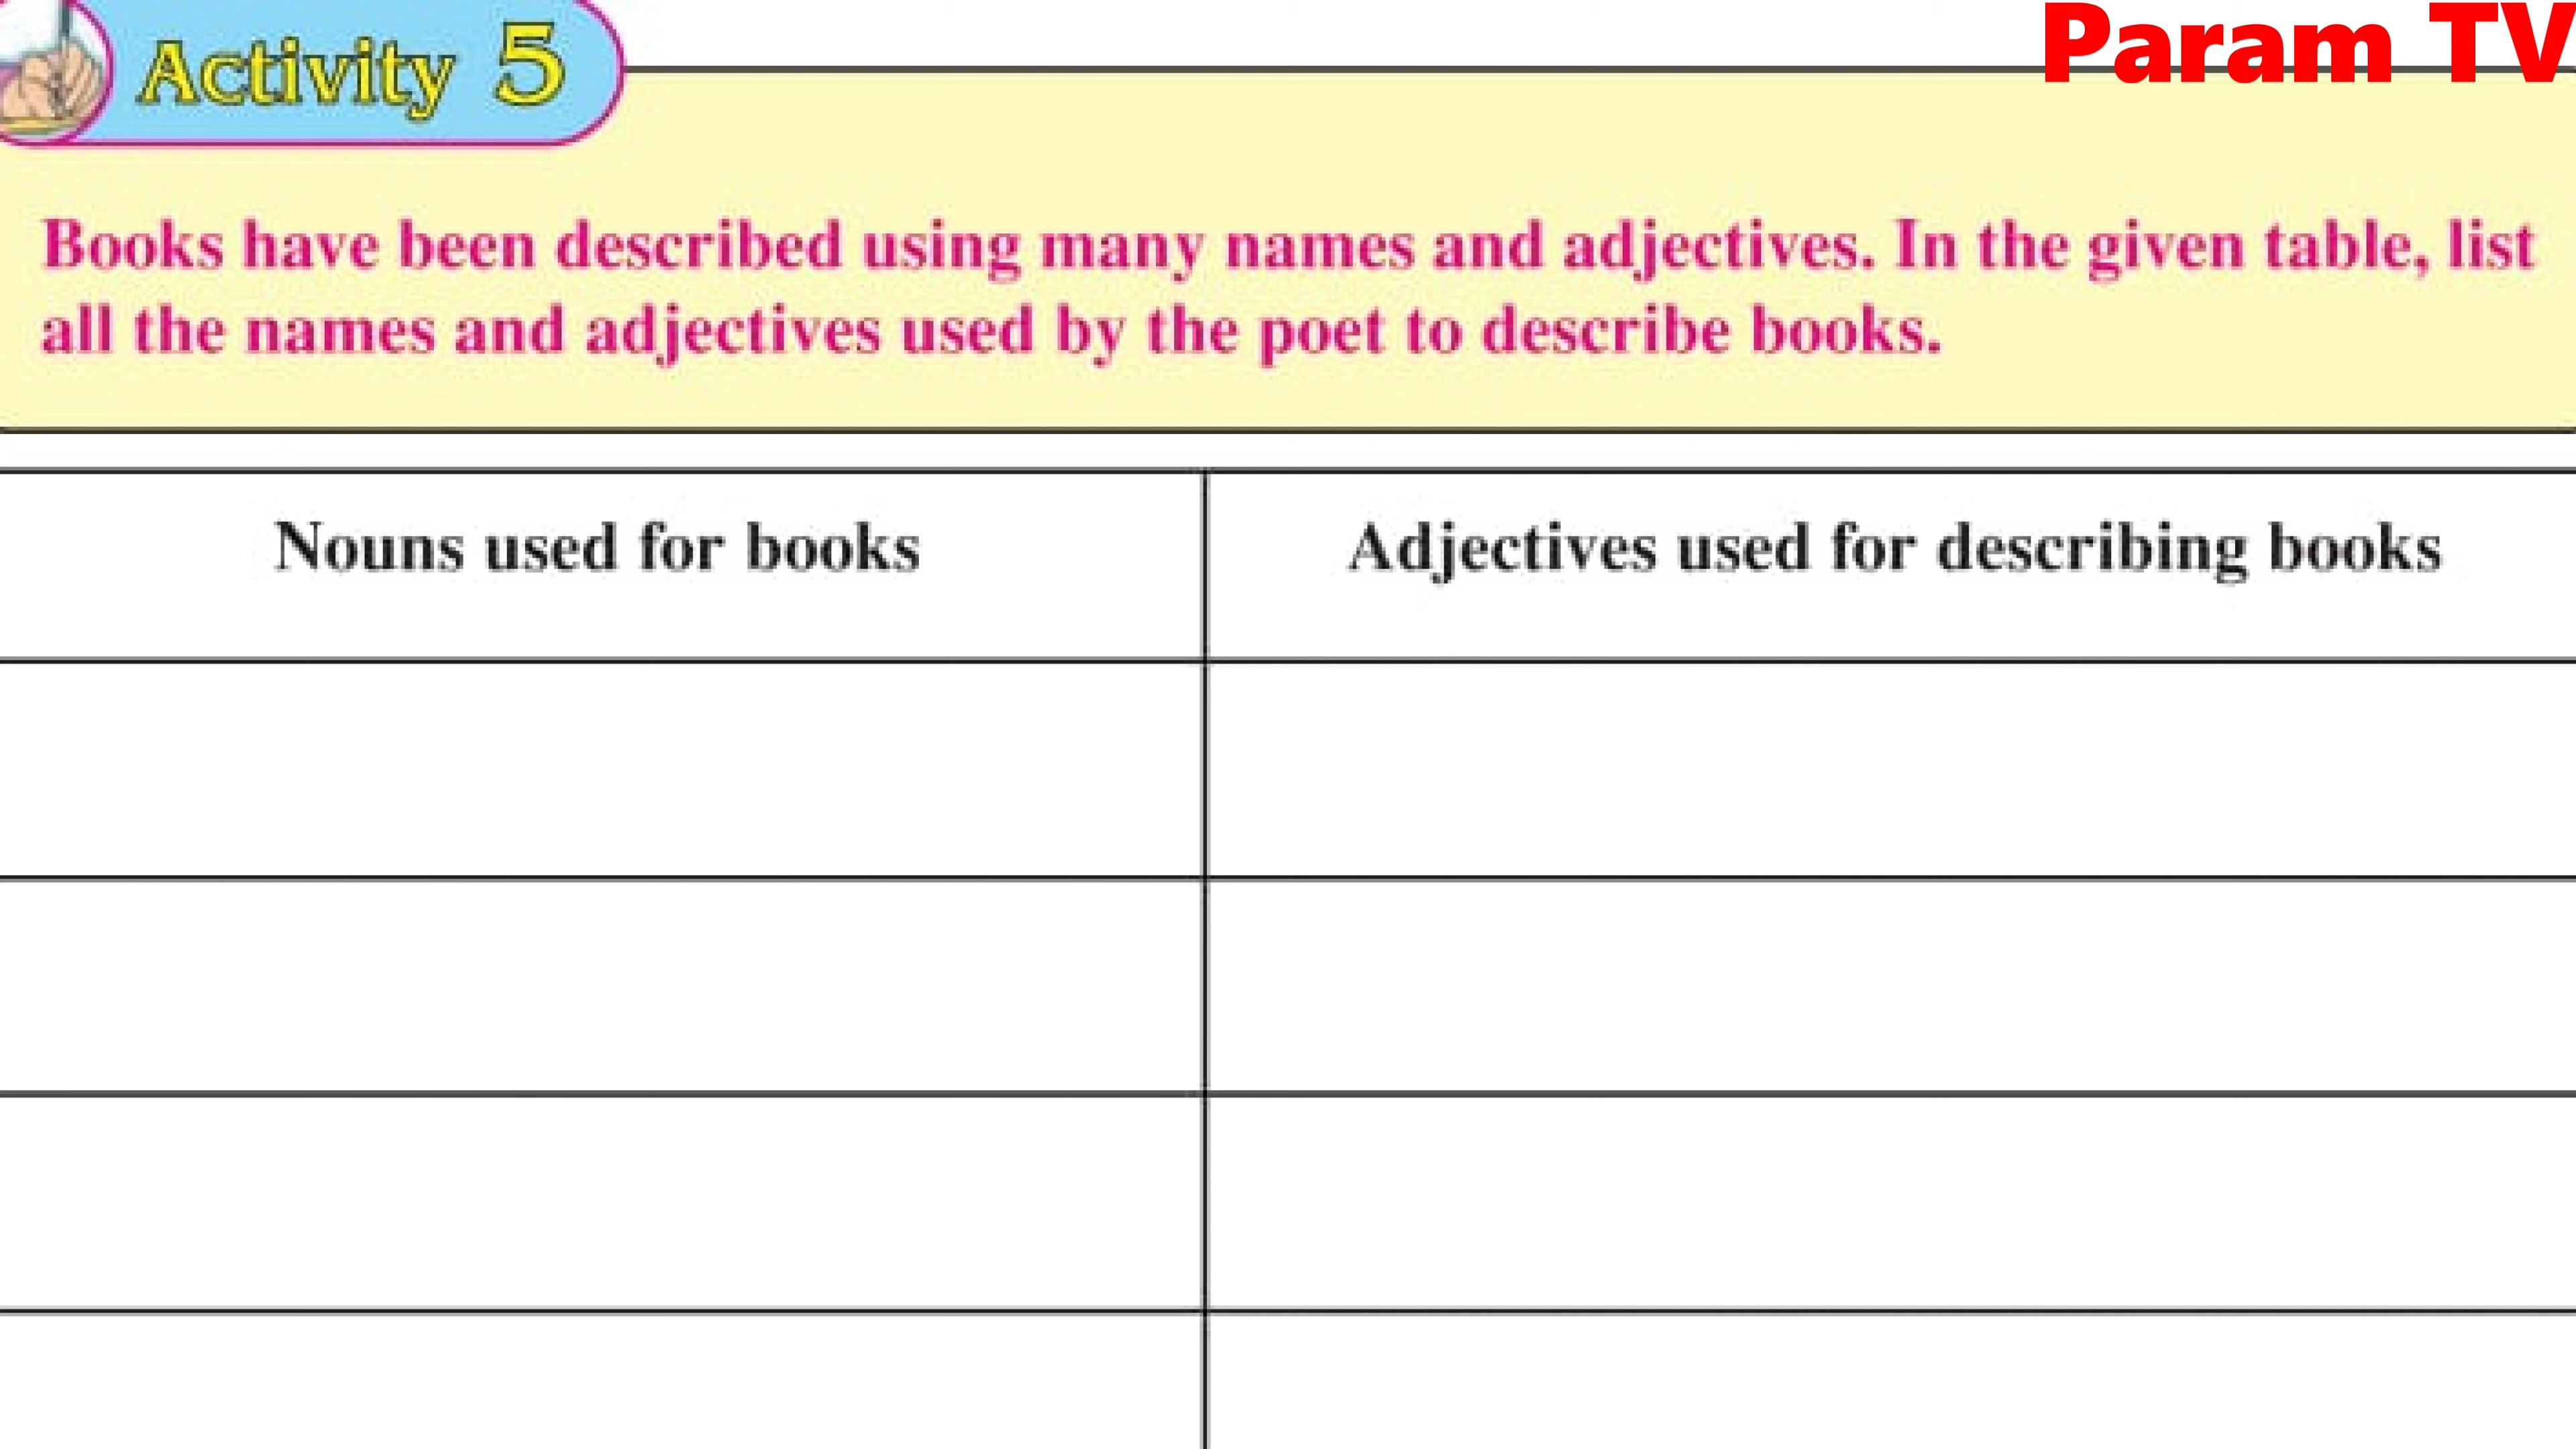 Activity 5
Param TV
Books have been described using many names and adjectives. In the given table, list
all the names and adjectives used by the poet to describe books.
Nouns used for books
Adjectives used for describing books